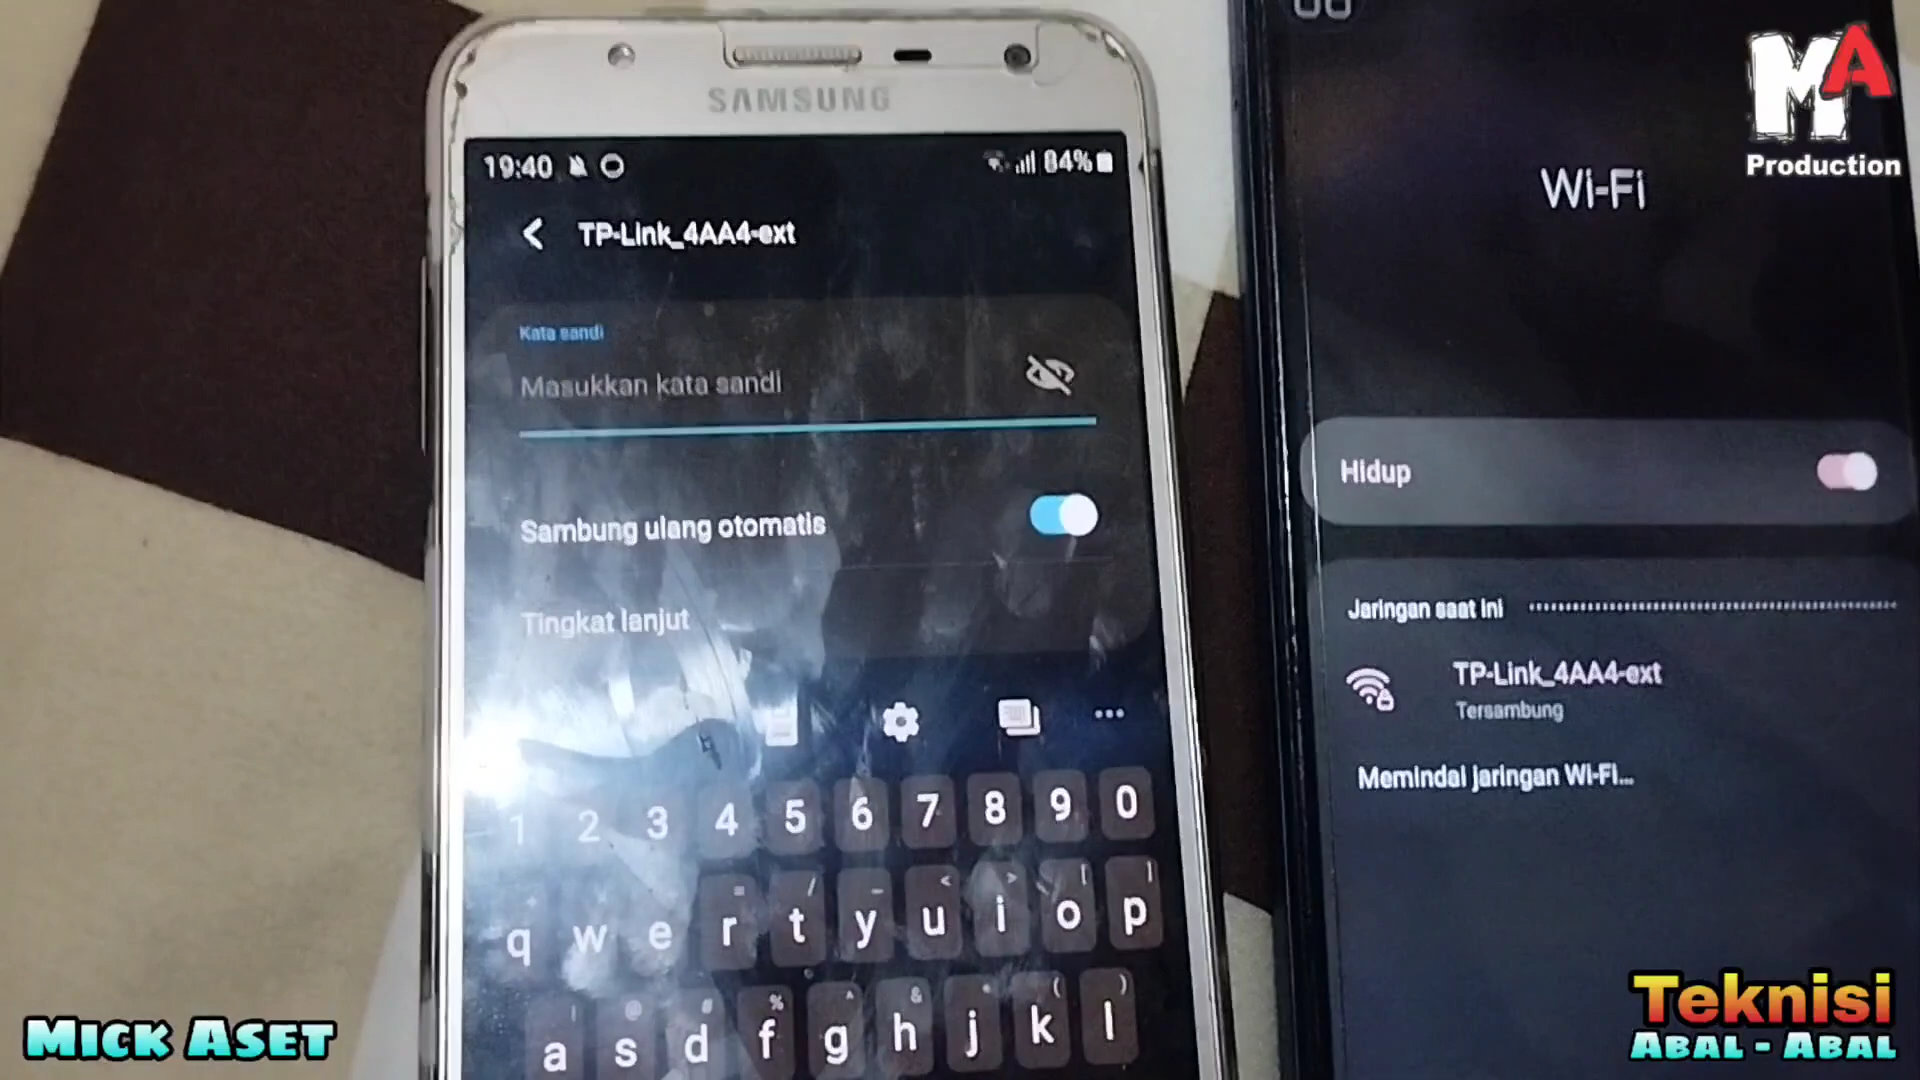 SAMSUNG
19:40
84%
TP-Link_4AA4-ext
Kata sandi
Masukkan kata sandi
Sambung ulang otomatis
Tingkat lanjut
1 2 3 4 5 6 7 8 9 0
= / _ < > [ ]
q w e r t y u i o p
! @ # % ^ & * ( )
a s d f g h j k l
Wi-Fi
Hidup
Jaringan saat ini
TP-Link_4AA4-ext
Tersambung
Memindai jaringan Wi-Fi...
MA
Production
Mick Aset
Teknisi
Abal - Abal